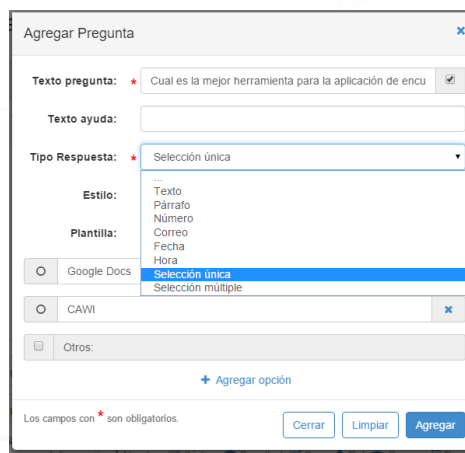 Agregar Pregunta
Texto pregunta: * Cual es la mejor herramienta para la aplicación de encu
Texto ayuda:
Tipo Respuesta: * Selección única
...
Texto
Estilo:
Párrafo
Número
Correo
Plantilla:
Fecha
Hora
Google Docs
Selección única
Selección múltiple
CAWI
Otros:
+ Agregar opción
Los campos con * son obligatorios.
Cerrar Limpiar Agregar